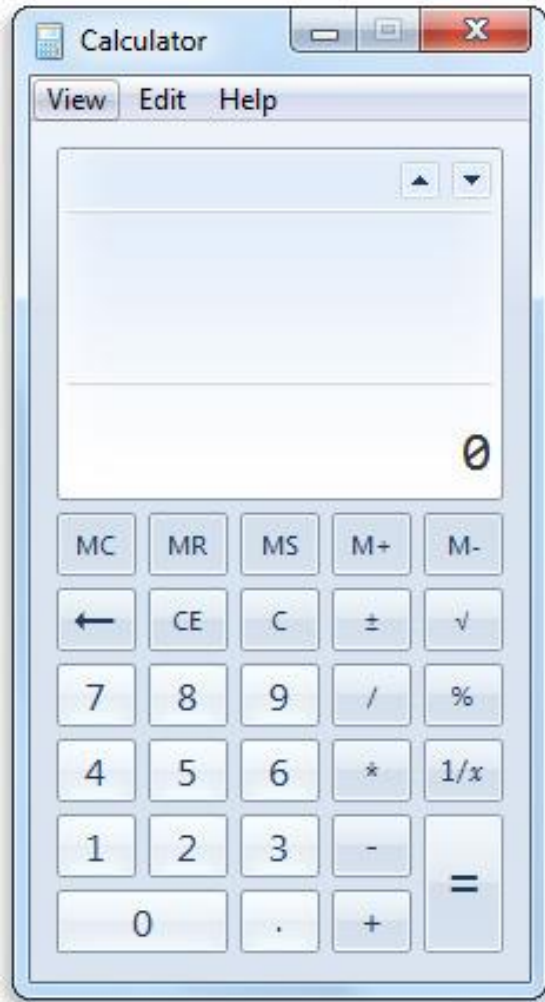 Calculator
View Edit Help
0
MC MR MS M+ M-
← CE C ± √
7 8 9 / %
4 5 6 * 1/x
1 2 3 - =
0 . +